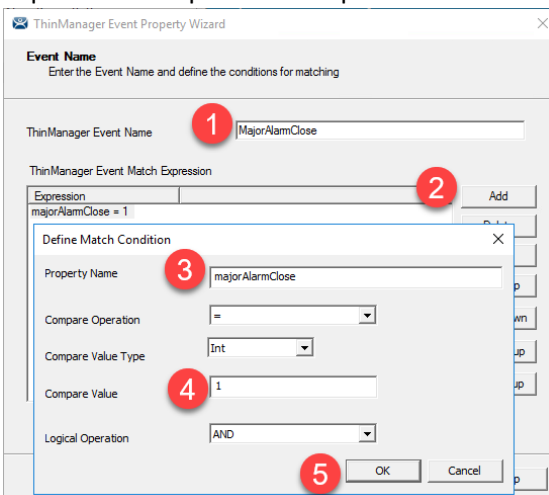 ThinManager Event Property Wizard
Event Name
Enter the Event Name and define the conditions for matching
1
ThinManager Event Name
MajorAlarmClose
ThinManager Event Match Expression
2
Expression
Add
majorAlarmClose = 1
Define Match Condition
3
Property Name
majorAlarmClose
Compare Operation
=
Compare Value Type
Int
4
Compare Value
1
Logical Operation
AND
5
OK
Cancel